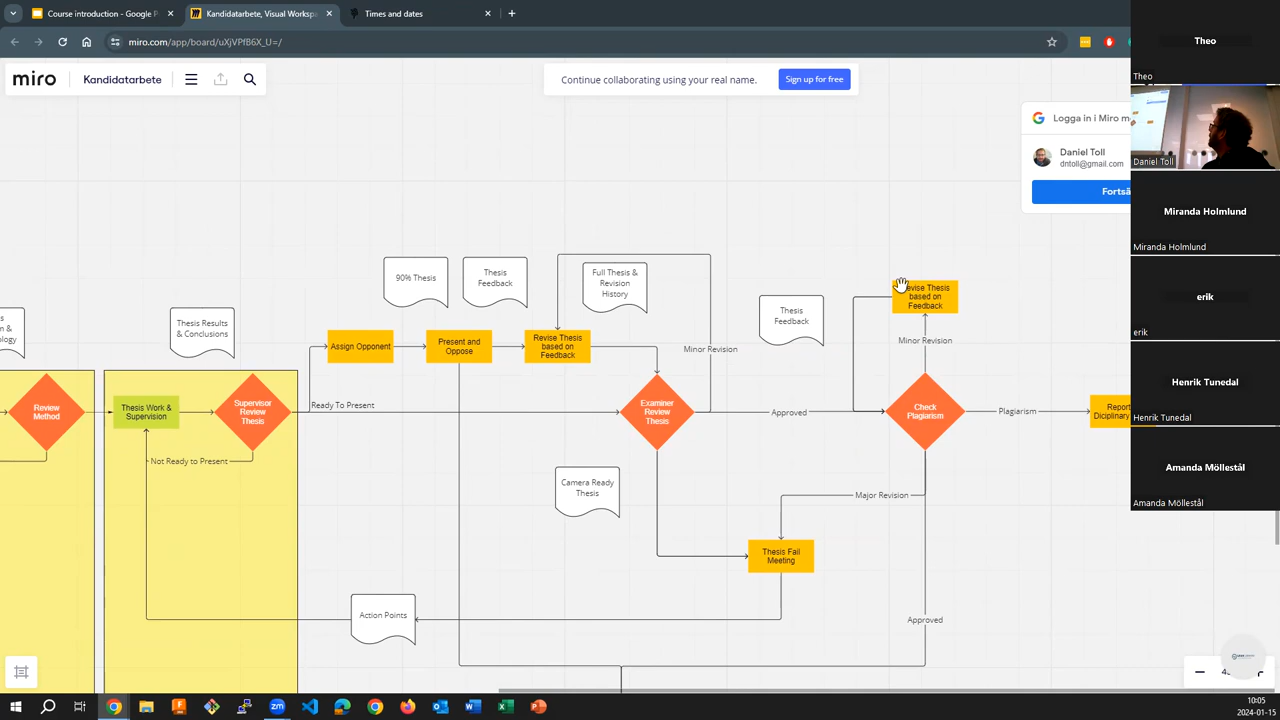 Course introduction - Google P
Kandidatarbete, Visual Workspa
Times and dates
miro.com/app/board/uXjVPfB6X_U=/
miro
Kandidatarbete
Continue collaborating using your real name.
Sign up for free
Logga in i Miro m
Daniel Toll
dntoll@gmail.com
Fortsä
Theo
Theo
Daniel Toll
Miranda Holmlund
Miranda Holmlund
erik
erik
Henrik Tunedal
Henrik Tunedal
Amanda Möllestål
Amanda Möllestål
90% Thesis
Thesis
Feedback
Full Thesis &
Revision
History
Thesis
Feedback
evise Thesis
based on
Feedback
Thesis Results
& Conclusions
Assign Opponent
Present and
Oppose
Revise Thesis
based on
Feedback
Minor Revision
Minor Revision
Review
Method
Thesis Work &
Supervision
Supervisor
Review
Thesis
Ready To Present
Examiner
Review
Thesis
Approved
Check
Plagiarism
Plagiarism
Report
Diciplinary
Not Ready to Present
Camera Ready
Thesis
Major Revision
Thesis Fail
Meeting
Action Points
Approved
10:05
2024-01-15